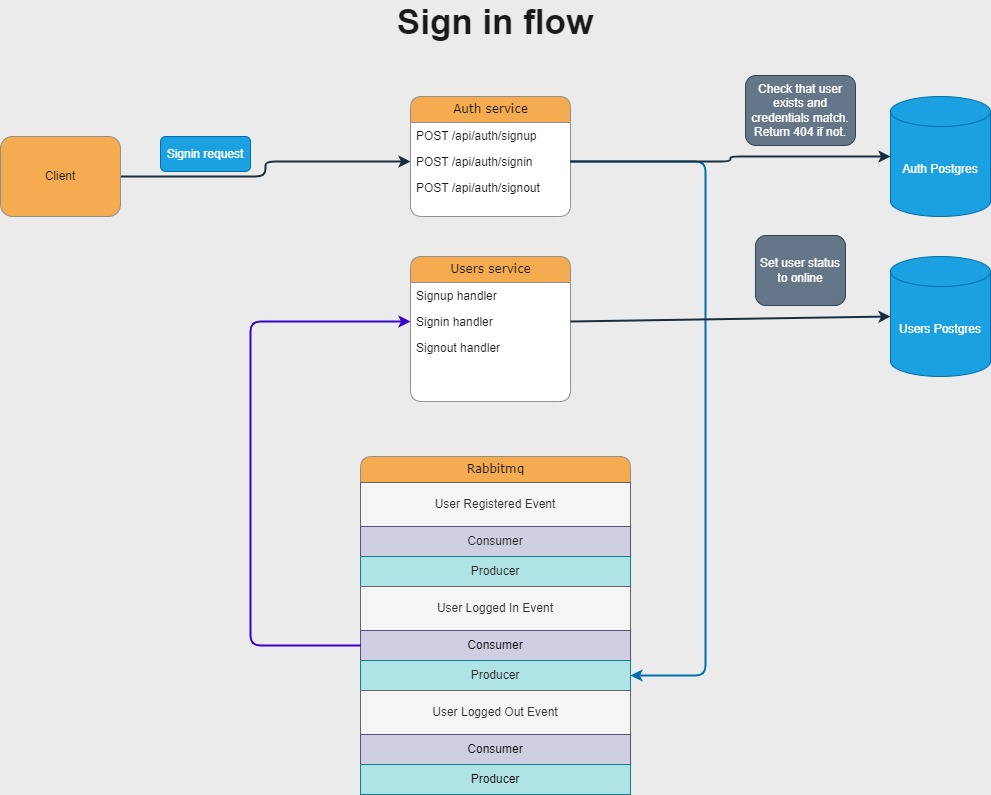 Sign in flow
Check that user
exists and
credentials match.
Return 404 if not.
Auth service
POST /api/auth/signup
POST /api/auth/signin
POST /api/auth/signout
Signin request
Client
Auth Postgres
Set user status
to online
Users service
Signup handler
Signin handler
Signout handler
Users Postgres
Rabbitmq
User Registered Event
Consumer
Producer
User Logged In Event
Consumer
Producer
User Logged Out Event
Consumer
Producer